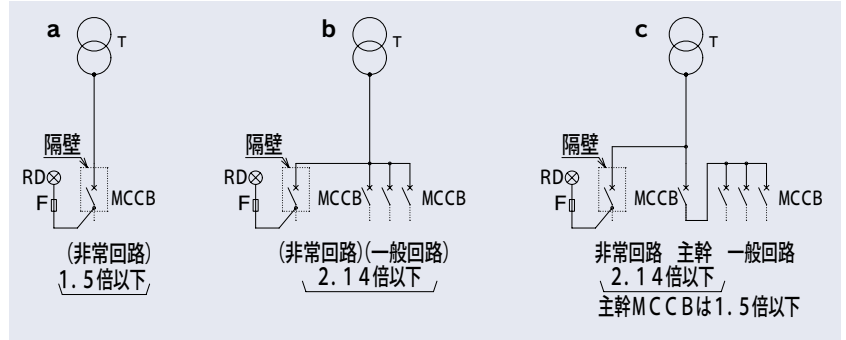 a
T
隔壁
RD
F
MCCB
(非常回路)
1.5倍以下
b
T
隔壁
RD
F
MCCB
MCCB
(非常回路)(一般回路)
2.14倍以下
c
T
隔壁
RD
F
MCCB
MCCB
非常回路 主幹 一般回路
2.14倍以下
主幹MCCBは1.5倍以下